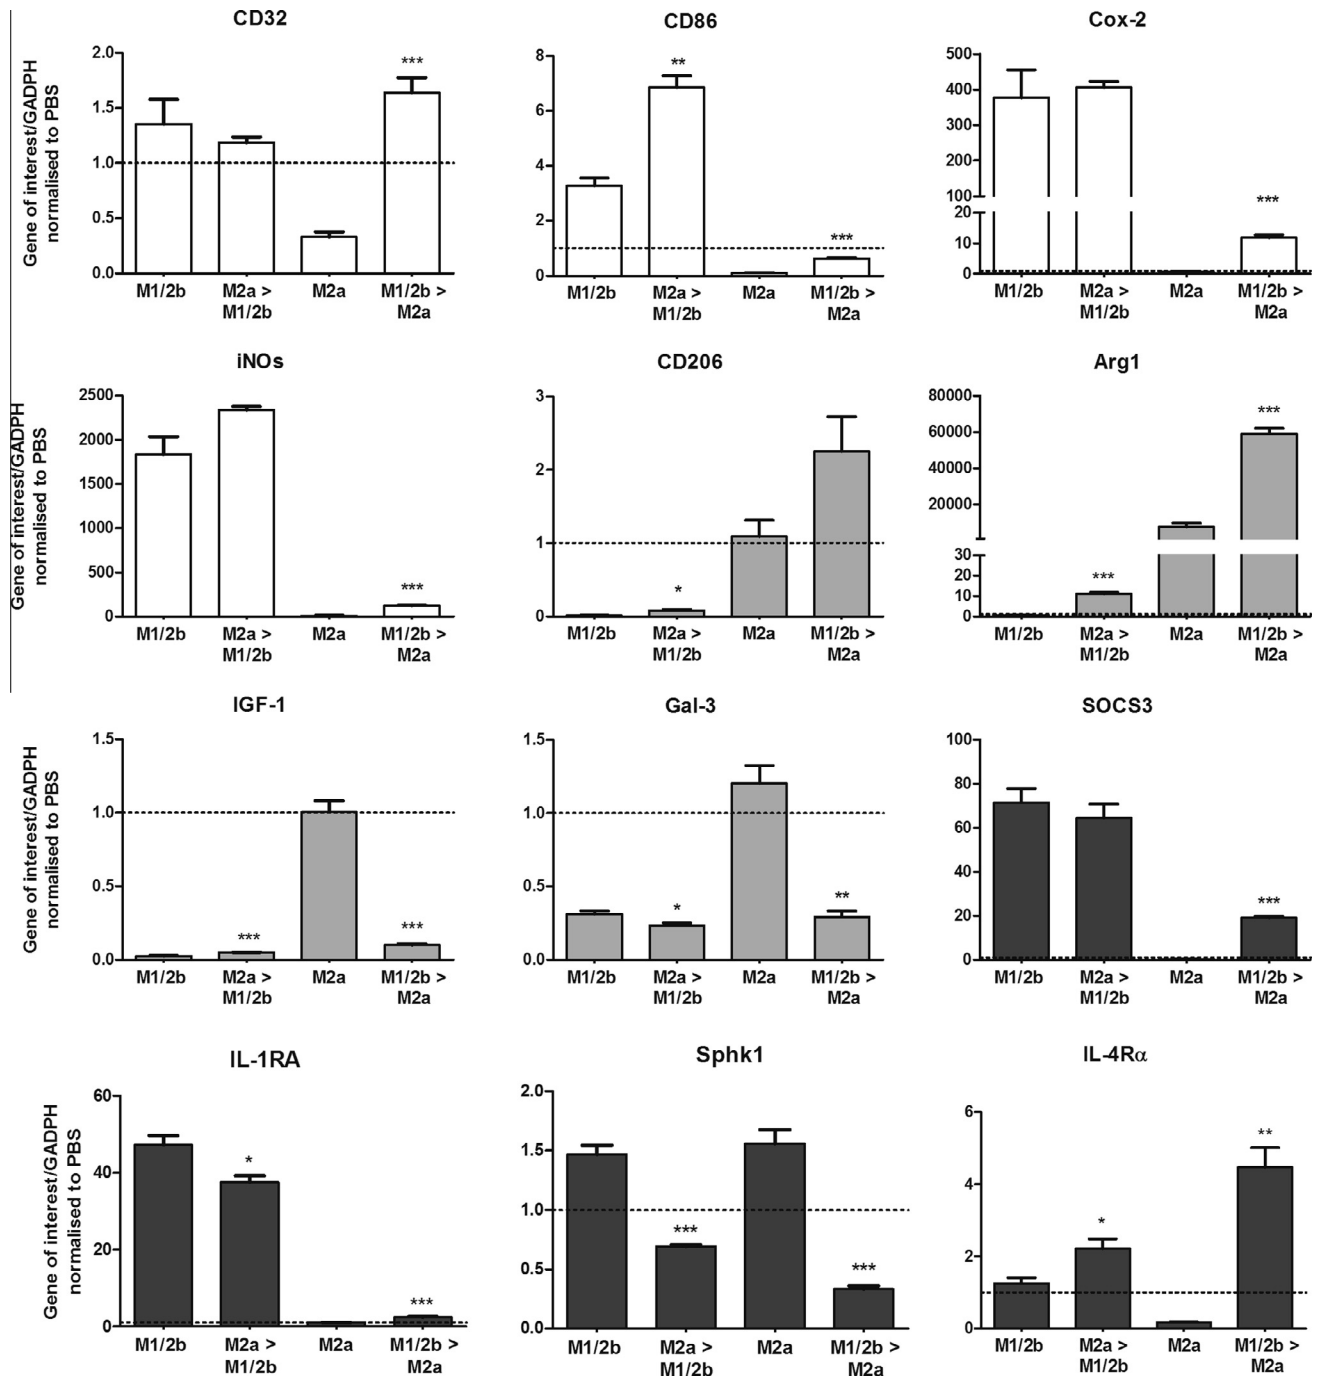 CD32
CD86
Cox-2
Gene of interest/GADPH
normalised to PBS
2.0
1.5
1.0
0.5
0.0
***
M1/2b
M2a >
M1/2b
M2a
M1/2b >
M2a
8
6
4
2
0
**
***
M1/2b
M2a >
M1/2b
M2a
M1/2b >
M2a
500
400
300
200
100
20
10
0
***
M1/2b
M2a >
M1/2b
M2a
M1/2b >
M2a
iNOs
CD206
Arg1
Gene of interest/GADPH
normalised to PBS
2500
2000
1500
1000
500
0
***
M1/2b
M2a >
M1/2b
M2a
M1/2b >
M2a
3
2
1
0
*
M1/2b
M2a >
M1/2b
M2a
M1/2b >
M2a
80000
60000
40000
20000
30
20
10
0
***
***
M1/2b
M2a >
M1/2b
M2a
M1/2b >
M2a
IGF-1
Gal-3
SOCS3
Gene of interest/GADPH
normalised to PBS
1.5
1.0
0.5
0.0
***
***
M1/2b
M2a >
M1/2b
M2a
M1/2b >
M2a
1.5
1.0
0.5
0.0
*
**
M1/2b
M2a >
M1/2b
M2a
M1/2b >
M2a
100
80
60
40
20
0
***
M1/2b
M2a >
M1/2b
M2a
M1/2b >
M2a
IL-1RA
Sphk1
IL-4Rα
Gene of interest/GADPH
normalised to PBS
60
40
20
0
*
***
M1/2b
M2a >
M1/2b
M2a
M1/2b >
M2a
2.0
1.5
1.0
0.5
0.0
***
***
M1/2b
M2a >
M1/2b
M2a
M1/2b >
M2a
6
4
2
0
*
**
M1/2b
M2a >
M1/2b
M2a
M1/2b >
M2a